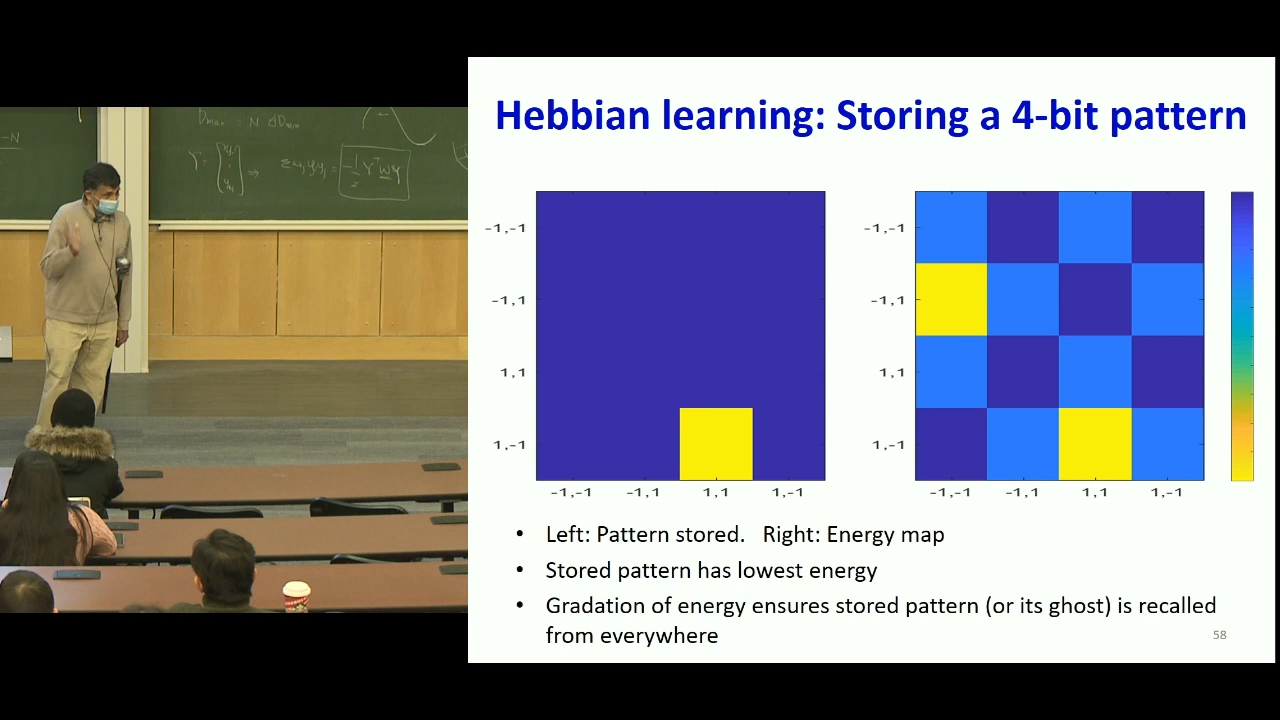 Hebbian learning: Storing a 4-bit pattern
-1,-1
-1,1
1,1
1,-1
-1,-1 -1,1 1,1 1,-1
-1,-1
-1,1
1,1
1,-1
-1,-1 -1,1 1,1 1,-1
• Left: Pattern stored. Right: Energy map
• Stored pattern has lowest energy
• Gradation of energy ensures stored pattern (or its ghost) is recalled
from everywhere
58
-N